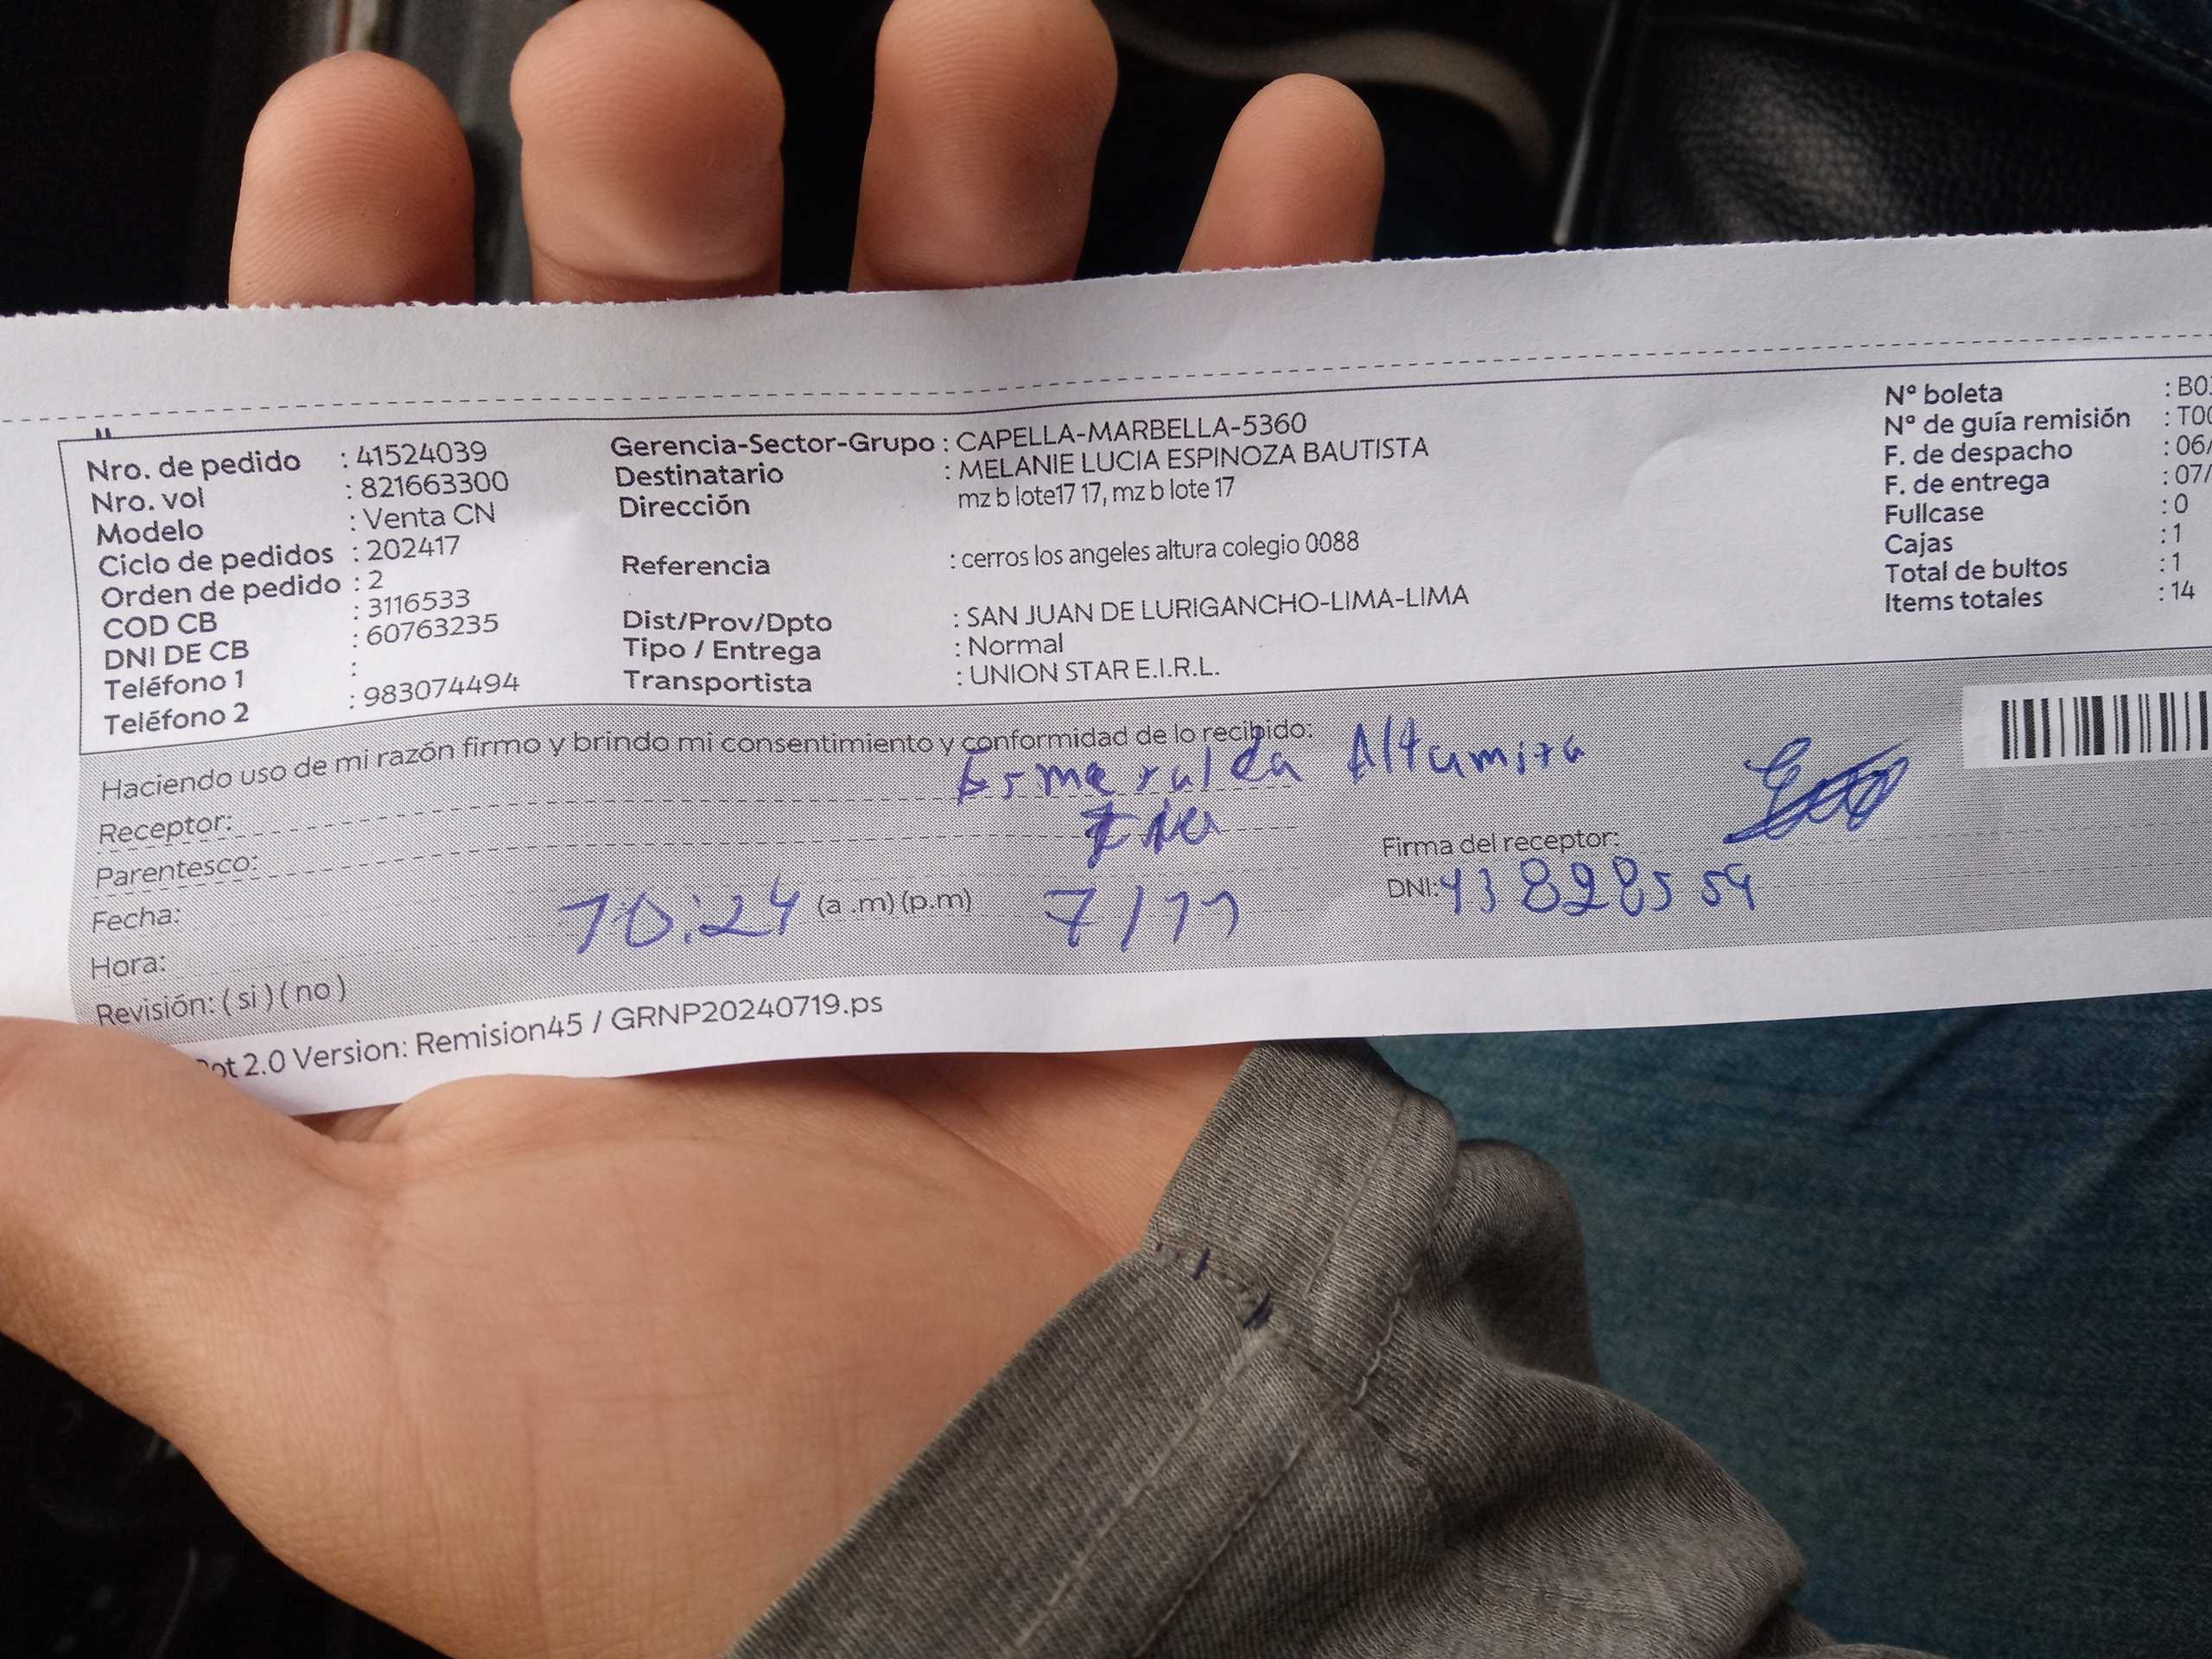 Nro. de pedido : 41524039
Nro. vol : 821663300
Modelo : Venta CN
Ciclo de pedidos : 202417
Orden de pedido : 2
COD CB : 3116533
DNI DE CB : 60763235
Teléfono 1 :
Teléfono 2 : 983074494
Gerencia-Sector-Grupo : CAPELLA-MARBELLA-5360
Destinatario : MELANIE LUCIA ESPINOZA BAUTISTA
Dirección mz b lote17 17, mz b lote 17
Referencia : cerros los angeles altura colegio 0088
Dist/Prov/Dpto : SAN JUAN DE LURIGANCHO-LIMA-LIMA
Tipo / Entrega : Normal
Transportista : UNION STAR E.I.R.L.
Nº boleta : B0
Nº de guía remisión : T00
F. de despacho : 06/
F. de entrega : 07/
Fullcase : 0
Cajas : 1
Total de bultos : 1
Items totales : 14
Haciendo uso de mi razón firmo y brindo mi consentimiento y conformidad de lo recibido:
Receptor: Esmeralda Altamira
Parentesco:
Firma del receptor:
Fecha:
10:24 (a .m) (p.m) 7/11
DNI: 43828559
Hora:
Revisión: ( si ) ( no )
2.0 Version: Remision45 / GRNP20240719.ps